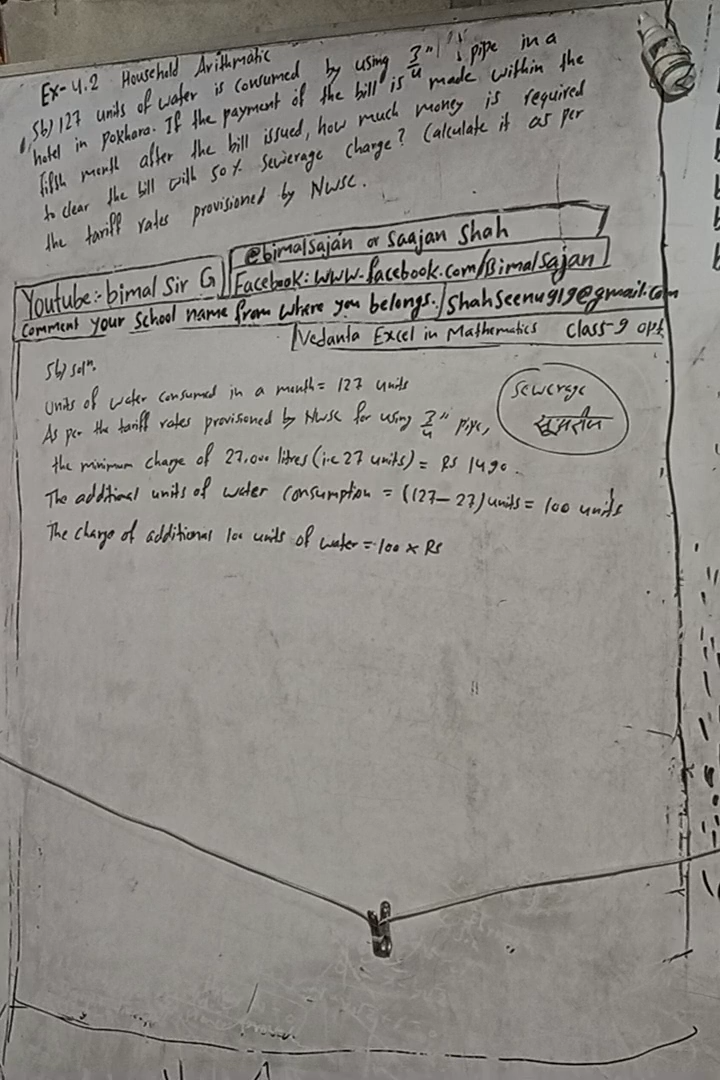 Ex-4.2 Household Arithmatic
5b) 127 units of water is consumed by using 3/4" pipe in a
hotel in pokhara. If the payment of the bill is made within the
fifth month after the bill issued, how much money is required
to clear the bill with 50% Sewerage charge? Calculate it as per
the tariff rates provisioned by NWSC.
@bimalsajan or Saajan Shah
Youtube:- bimal Sir G
Facebook: www.facebook.com/BimalSajan
Comment your School name from where you belongs. / Shahseenu919@gmail.com
Vedanta Excel in Mathematics Class-9 opt
5b) Soln.
Units of water consumed in a month = 127 units
As per the tariff rates provisioned by NWSC for using 3/4" pipe,
Sewerage
the minimum charge of 27,000 litres (i.e 27 units) = RS 1490.
The additional units of water consumption = (127-27) units = 100 units
The charge of additional 100 units of water = 100 × RS